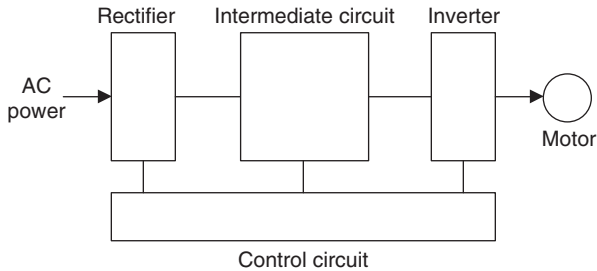 Rectifier
Intermediate circuit
Inverter
AC
power
Motor
Control circuit